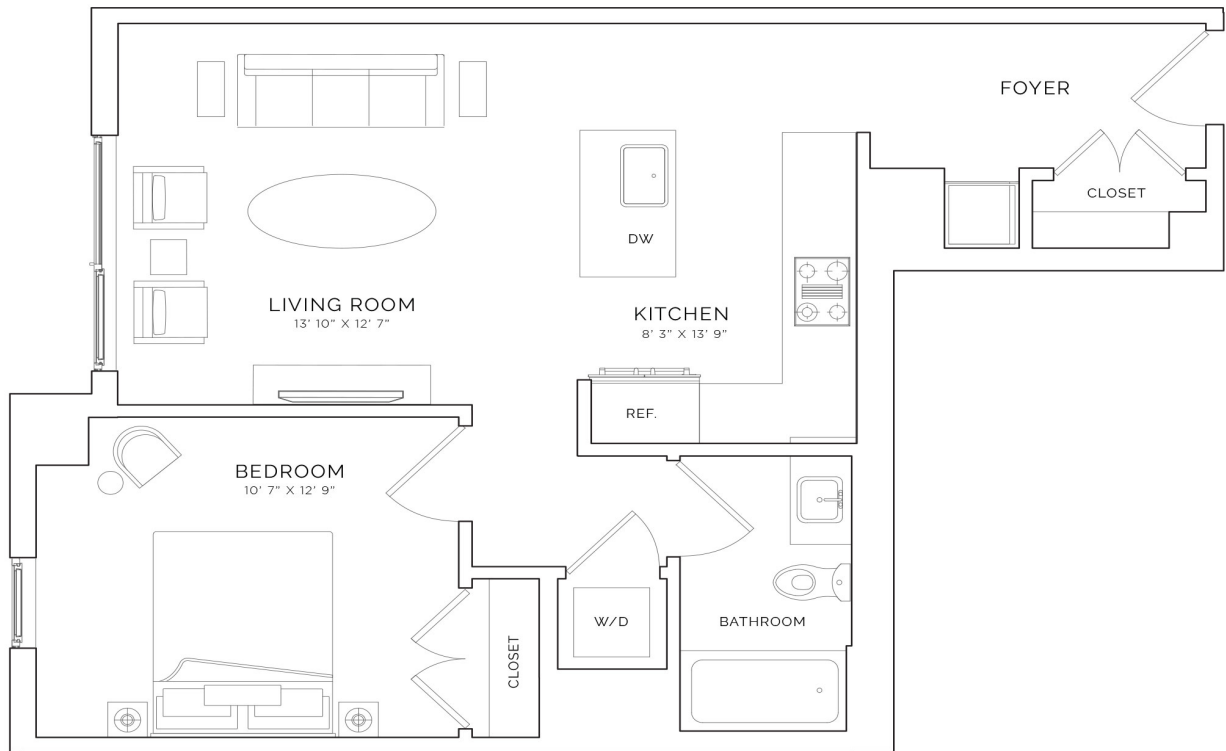 FOYER
CLOSET
DW
LIVING ROOM
13' 10" X 12' 7"
KITCHEN
8' 3" X 13' 9"
REF.
BEDROOM
10' 7" X 12' 9"
W/D
BATHROOM
CLOSET